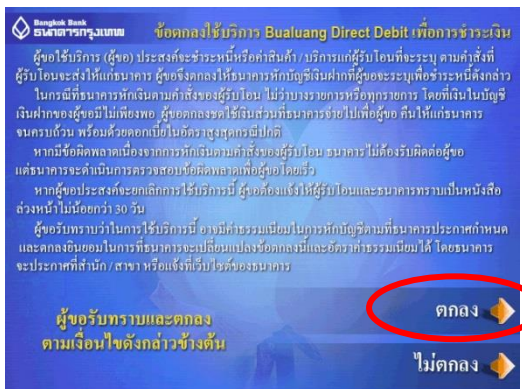 Bangkok Bank
ธนาคารกรุงเทพ
ข้อตกลงใช้บริการ Bualuang Direct Debit เพื่อการชำระเงิน
ผู้ขอใช้บริการ (ผู้ขอ) ประสงค์จะชำระหนี้หรือค่าสินค้า / บริการแก่ผู้รับโอนที่จะระบุ ตามคำสั่งที่
ผู้รับโอนจะส่งให้แก่ธนาคาร ผู้ขอจึงตกลงให้ธนาคารหักบัญชีเงินฝากที่ผู้ขอจะระบุเพื่อชำระหนี้ดังกล่าว
ในกรณีที่ธนาคารหักเงินตามคำสั่งของผู้รับโอน ไม่ว่าบางรายการหรือทุกรายการ โดยที่เงินในบัญชี
เงินฝากของผู้ขอมีไม่เพียงพอ ผู้ขอตกลงชดใช้เงินส่วนที่ธนาคารจ่ายไปเพื่อผู้ขอ คืนให้แก่ธนาคาร
จนครบถ้วน พร้อมด้วยดอกเบี้ยในอัตราสูงสุดกรณีปกติ
หากมีข้อผิดพลาดเนื่องจากการหักเงินตามคำสั่งของผู้รับโอน ธนาคารไม่ต้องรับผิดต่อผู้ขอ
แต่ธนาคารจะดำเนินการตรวจสอบข้อผิดพลาดเพื่อผู้ขอโดยเร็ว
หากผู้ขอประสงค์จะยกเลิกการใช้บริการนี้ ผู้ขอต้องแจ้งให้ผู้รับโอนและธนาคารทราบเป็นหนังสือ
ล่วงหน้าไม่น้อยกว่า 30 วัน
ผู้ขอรับทราบว่าในการใช้บริการนี้ อาจมีค่าธรรมเนียมในการหักบัญชีตามที่ธนาคารประกาศกำหนด
และตกลงยินยอมในการที่ธนาคารจะเปลี่ยนแปลงข้อตกลงนี้และอัตราค่าธรรมเนียมได้ โดยธนาคาร
จะประกาศที่สำนัก / สาขา หรือแจ้งที่เว็บไซต์ของธนาคาร
ผู้ขอรับทราบและตกลง
ตามเงื่อนไขดังกล่าวข้างต้น
ตกลง
ไม่ตกลง